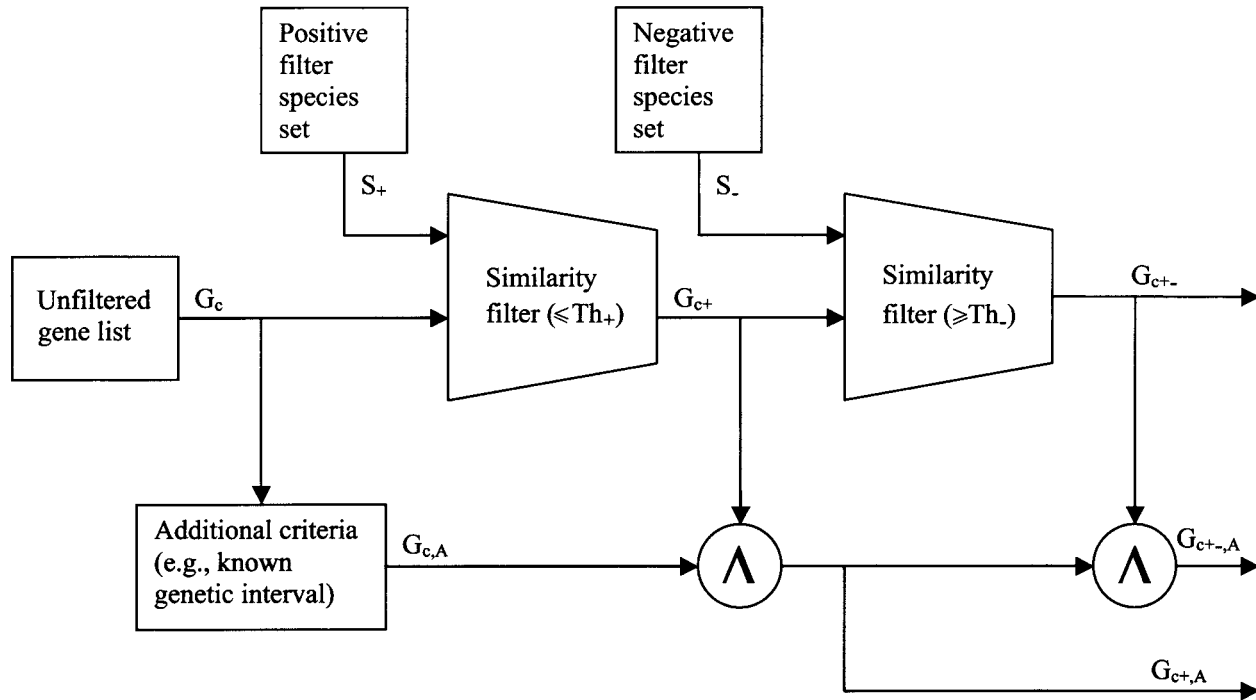 Positive
filter
species
set
Negative
filter
species
set
S+
S-
Unfiltered
gene list
Gc
Similarity
filter (⩽Th+)
Gc+
Similarity
filter (⩾Th-)
Gc+-
Additional criteria
(e.g., known
genetic interval)
Gc,A
Λ
Λ
Gc+-,A
Gc+,A